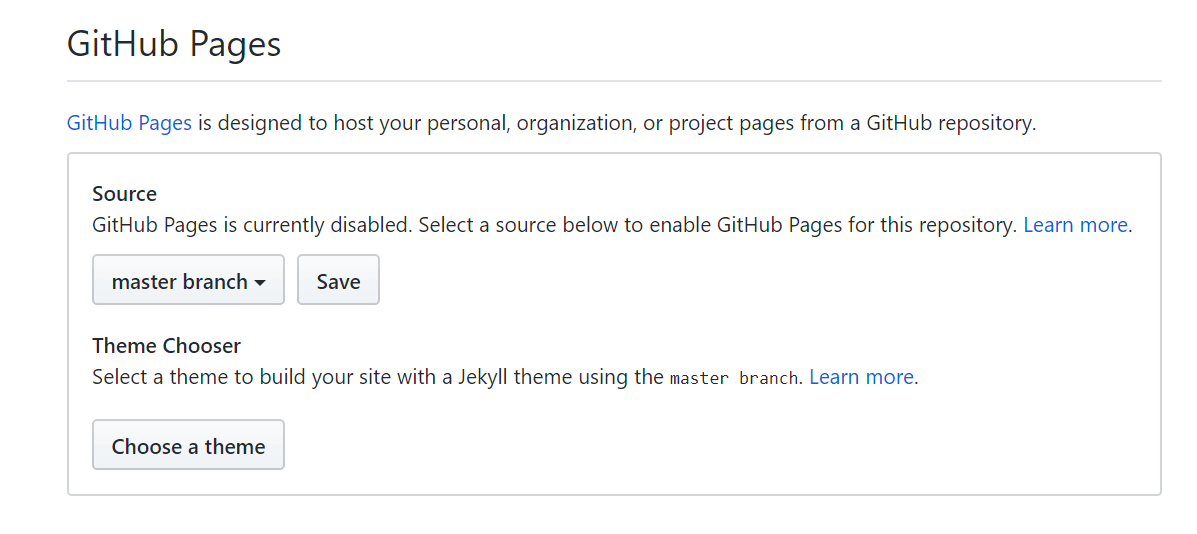 GitHub Pages
GitHub Pages is designed to host your personal, organization, or project pages from a GitHub repository.
Source
GitHub Pages is currently disabled. Select a source below to enable GitHub Pages for this repository. Learn more.
master branch Save
Theme Chooser
Select a theme to build your site with a Jekyll theme using the master branch. Learn more.
Choose a theme